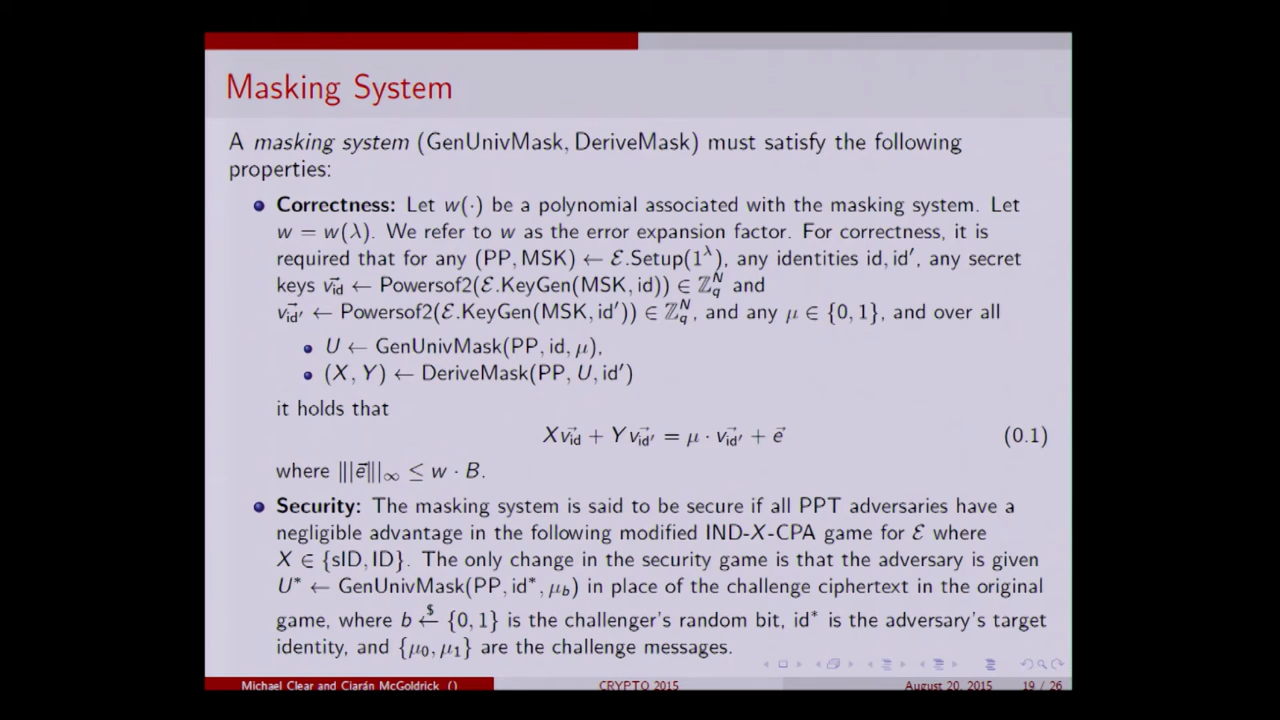 Masking System
A masking system (GenUnivMask, DeriveMask) must satisfy the following
properties:
Correctness: Let w(·) be a polynomial associated with the masking system. Let
w = w(λ). We refer to w as the error expansion factor. For correctness, it is
required that for any (PP, MSK) ← ℰ.Setup(1^λ), any identities id, id′, any secret
keys v⃗_id ← Powersof2(ℰ.KeyGen(MSK, id)) ∈ ℤ_q^N and
v⃗_id′ ← Powersof2(ℰ.KeyGen(MSK, id′)) ∈ ℤ_q^N, and any μ ∈ {0, 1}, and over all
U ← GenUnivMask(PP, id, μ),
(X, Y) ← DeriveMask(PP, U, id′)
it holds that
Xv⃗_id + Yv⃗_id′ = μ · v⃗_id′ + e⃗ (0.1)
where |||e⃗|||_∞ ≤ w · B.
Security: The masking system is said to be secure if all PPT adversaries have a
negligible advantage in the following modified IND-X-CPA game for ℰ where
X ∈ {sID, ID}. The only change in the security game is that the adversary is given
U* ← GenUnivMask(PP, id*, μ_b) in place of the challenge ciphertext in the original
game, where b ←$ {0, 1} is the challenger's random bit, id* is the adversary's target
identity, and {μ_0, μ_1} are the challenge messages.
Michael Clear and Ciarán McGoldrick () CRYPTO 2015 August 20, 2015 19 / 26